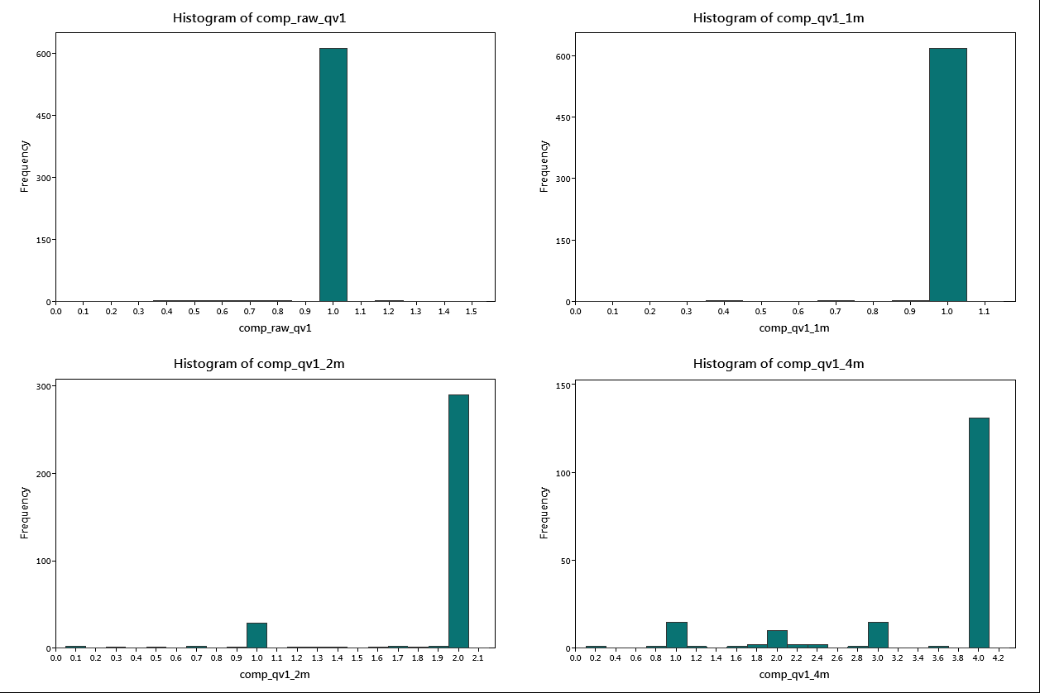 Histogram of comp_raw_qv1
600
450
300
150
0
Frequency
0.0 0.1 0.2 0.3 0.4 0.5 0.6 0.7 0.8 0.9 1.0 1.1 1.2 1.3 1.4 1.5
comp_raw_qv1
Histogram of comp_qv1_1m
600
450
300
150
0
Frequency
0.0 0.1 0.2 0.3 0.5 0.6 0.7 0.8 0.9 1.0 1.1
comp_qv1_1m
Histogram of comp_qv1_2m
300
200
100
0
Frequency
0.0 0.1 0.2 0.3 0.4 0.5 0.6 0.7 0.8 0.9 1.0 1.2 1.3 1.4 1.5 1.6 1.7 1.8 1.9 2.0 2.1
comp_qv1_2m
Histogram of comp_qv1_4m
150
100
50
0
Frequency
0.0 0.2 0.4 0.6 0.8 1.0 1.2 1.4 1.6 1.8 2.0 2.2 2.4 2.6 2.8 3.0 3.2 3.4 3.6 3.8 4.0 4.2
comp_qv1_4m